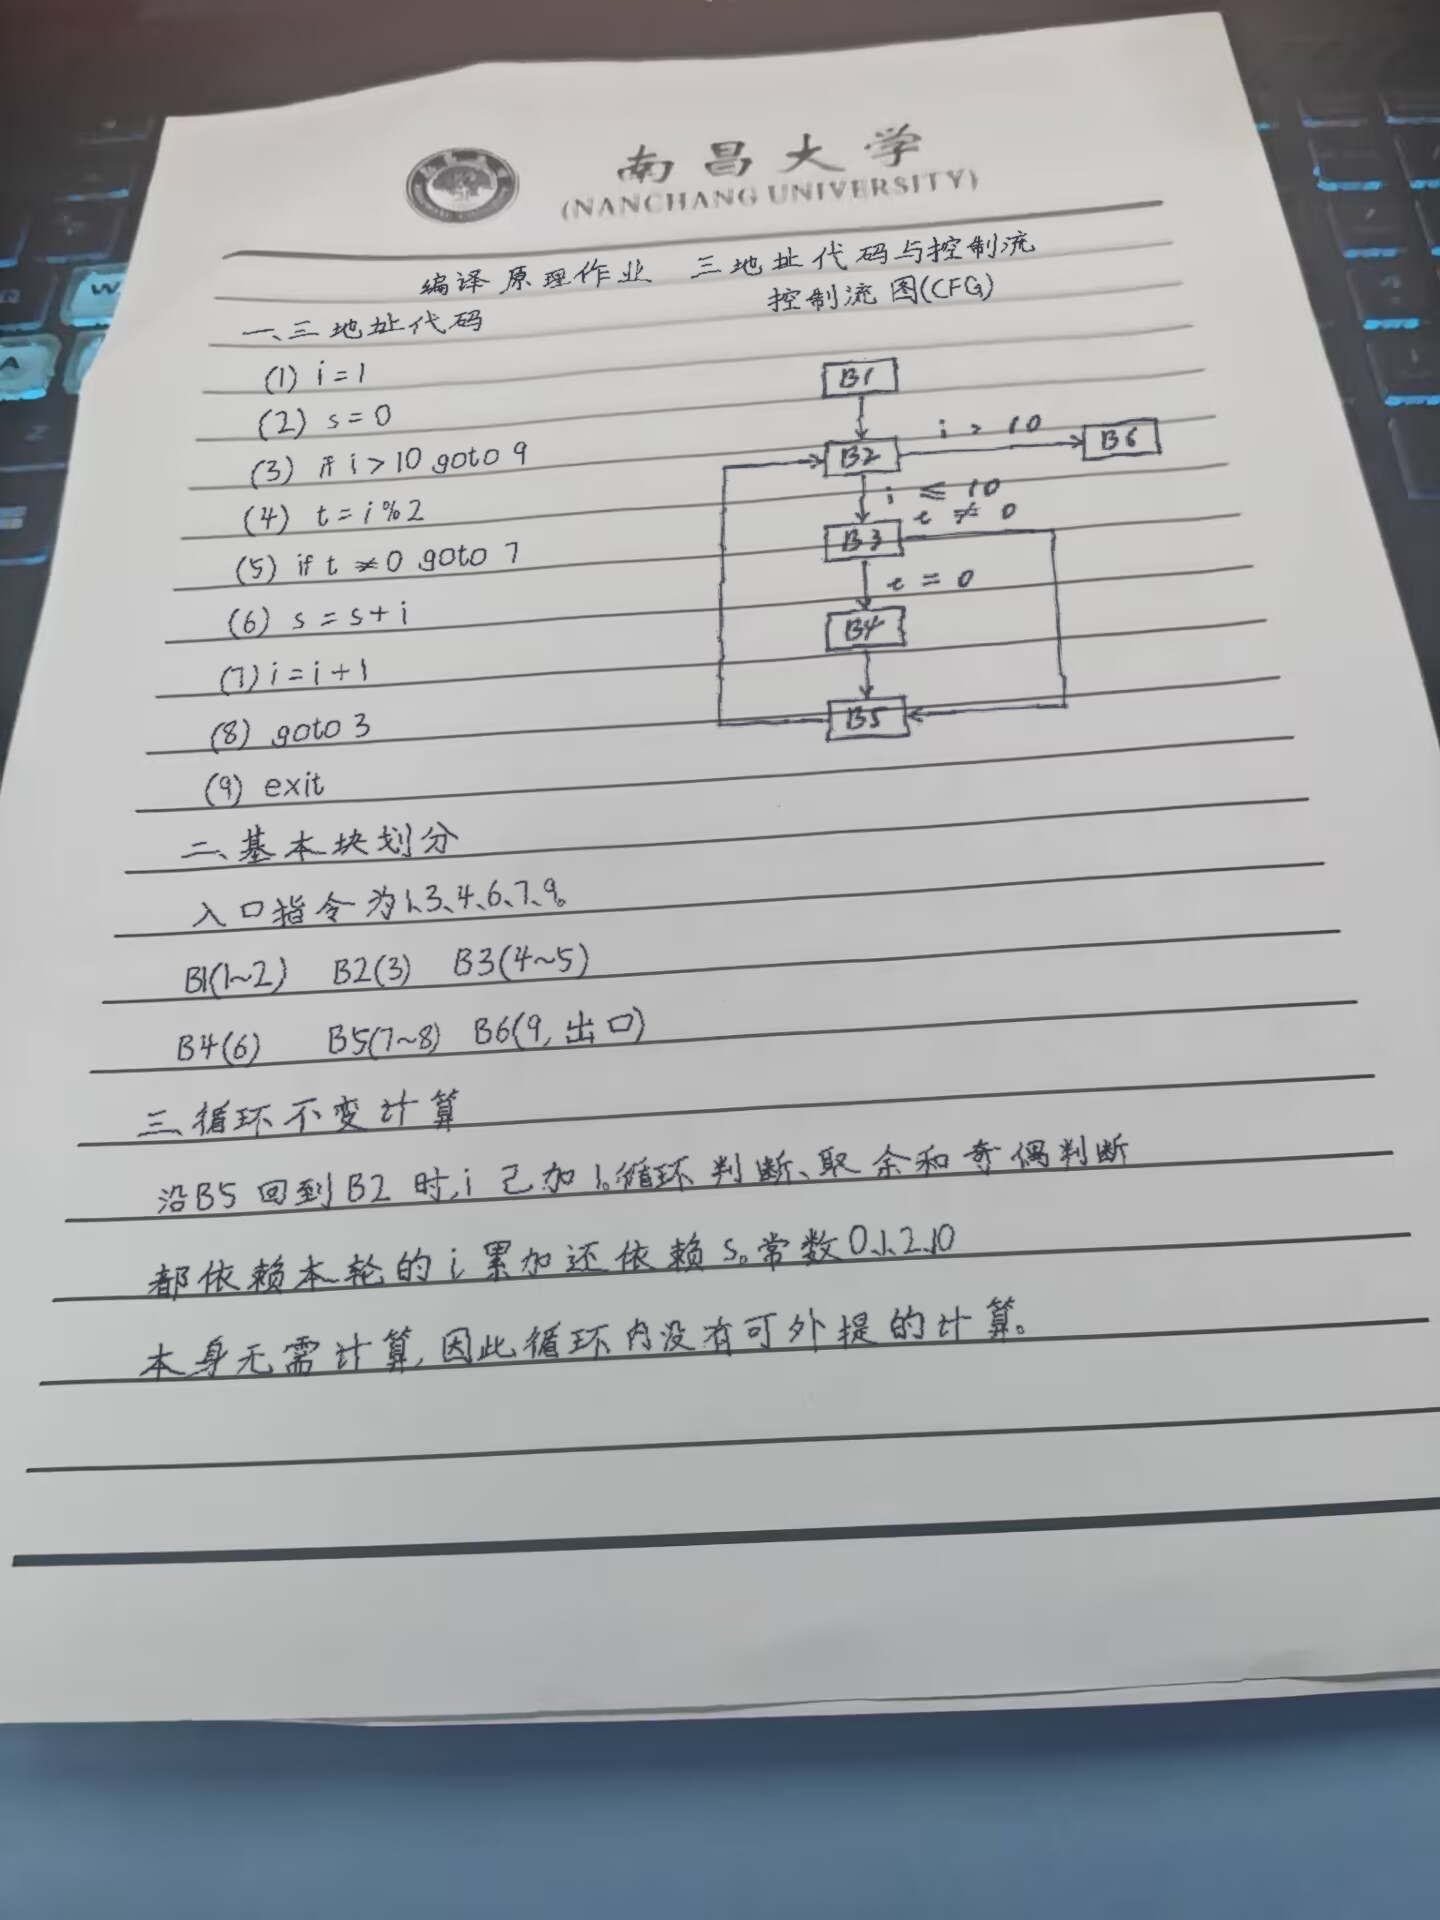 南昌大学
(NANCHANG UNIVERSITY)
编译原理作业 三地址代码与控制流
控制流图(CFG)
一、三地址代码
(1) i=1
(2) s=0
(3) if i>10 goto 9
(4) t=i%2
(5) if t≠0 goto 7
(6) s=s+i
(7) i=i+1
(8) goto 3
(9) exit
B1
B2
i > 10
B6
i ≤ 10
t ≠ 0
B3
t = 0
B4
B5
二、基本块划分
入口指令为1、3、4、6、7、9。
B1(1~2) B2(3) B3(4~5)
B4(6) B5(7~8) B6(9,出口)
三、循环不变计算
沿B5回到B2时,i已加1。循环判断、取余和奇偶判断
都依赖本轮的i,累加还依赖s。常数0、1、2、10
本身无需计算,因此循环内没有可外提的计算。
W
A